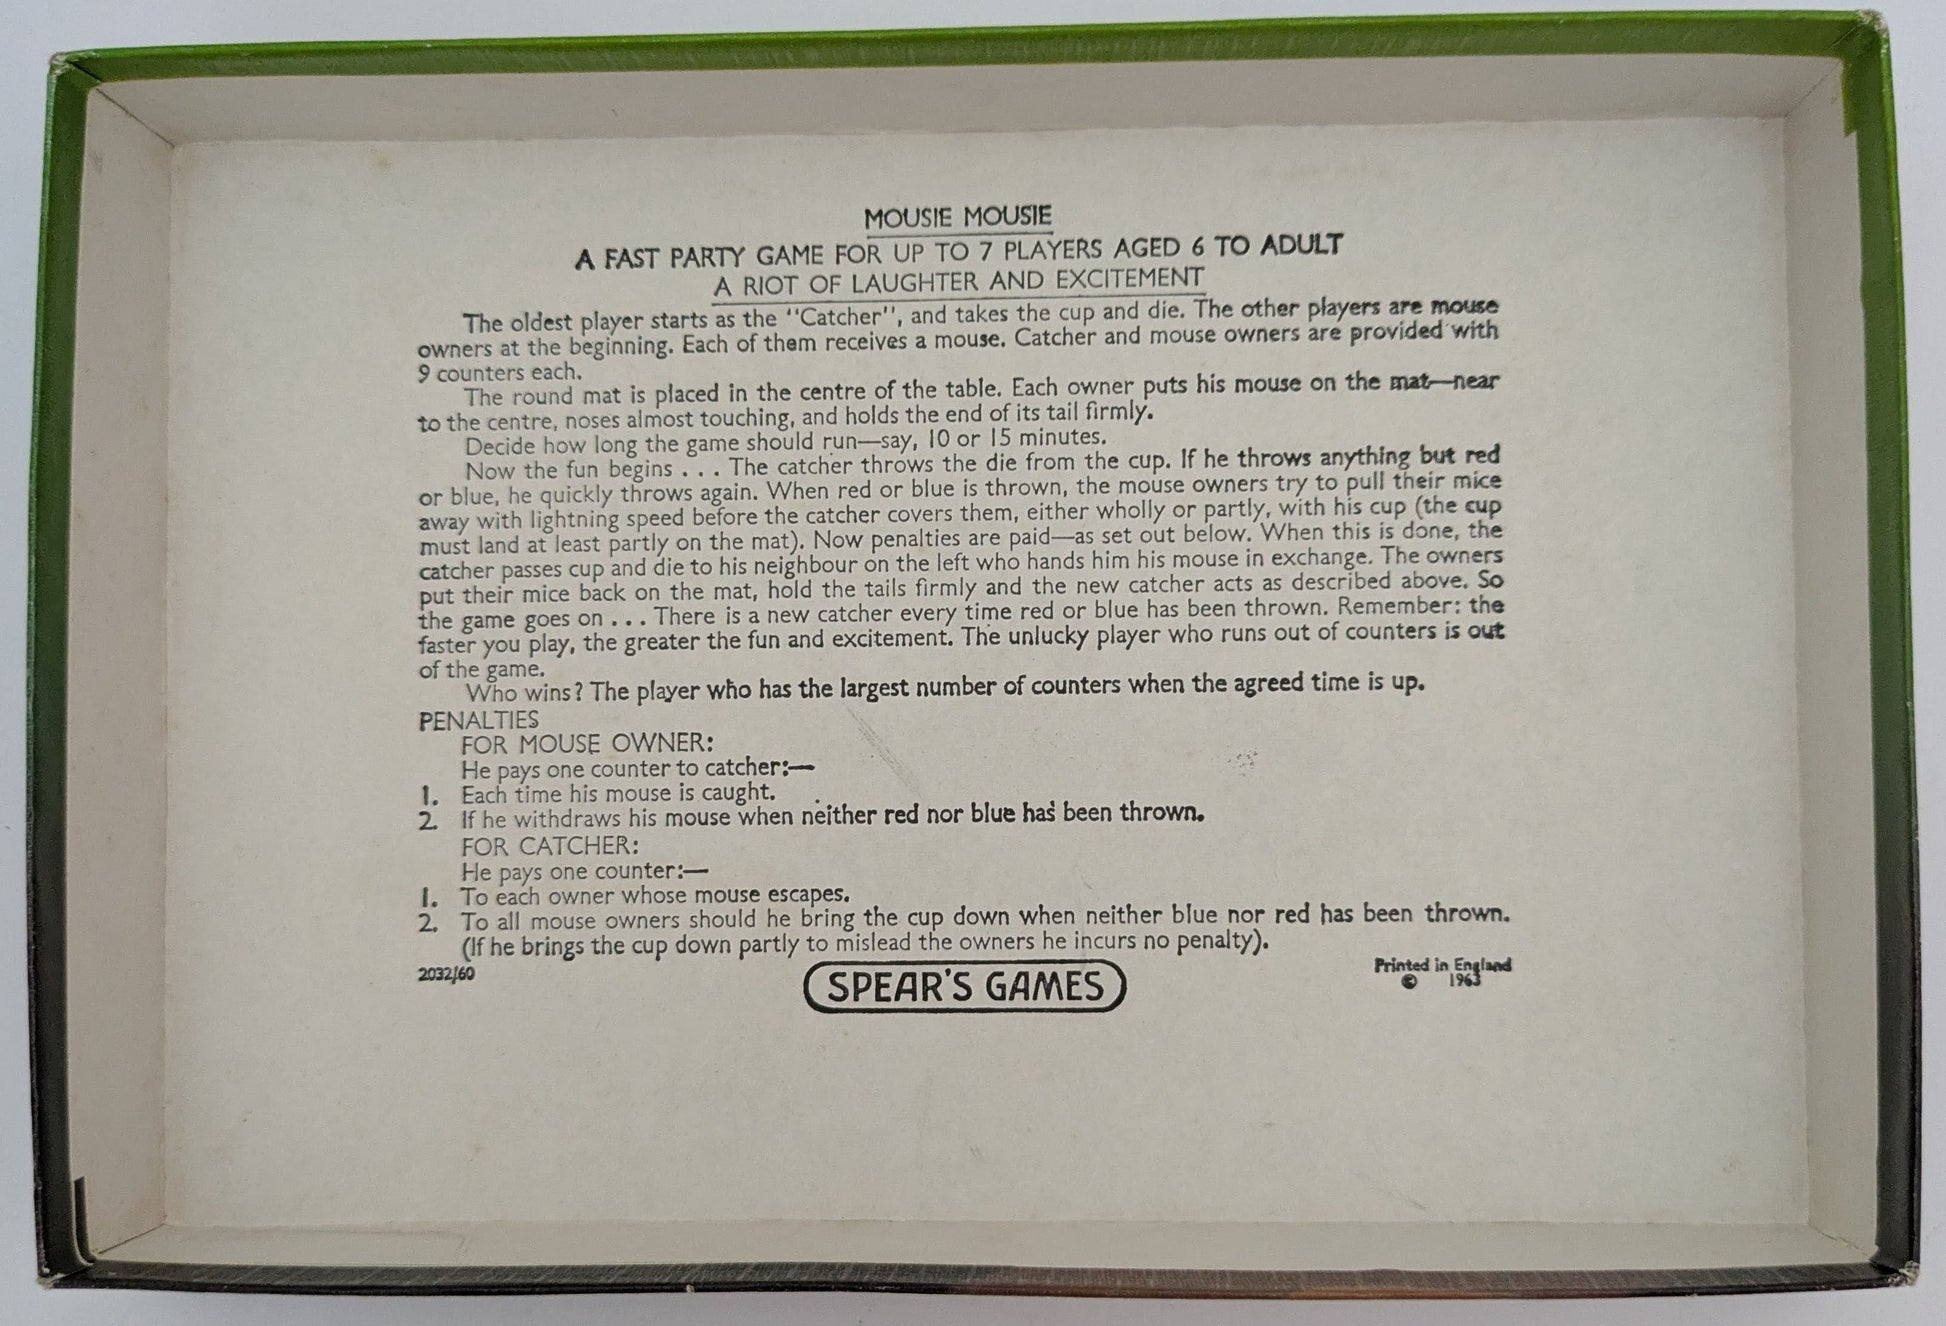 MOUSIE MOUSIE
A FAST PARTY GAME FOR UP TO 7 PLAYERS AGED 6 TO ADULT
A RIOT OF LAUGHTER AND EXCITEMENT
The oldest player starts as the "Catcher", and takes the cup and die. The other players are mouse
owners at the beginning. Each of them receives a mouse. Catcher and mouse owners are provided with
9 counters each.
The round mat is placed in the centre of the table. Each owner puts his mouse on the mat—near
to the centre, noses almost touching, and holds the end of its tail firmly.
Decide how long the game should run—say, 10 or 15 minutes.
Now the fun begins . . . The catcher throws the die from the cup. If he throws anything but red
or blue, he quickly throws again. When red or blue is thrown, the mouse owners try to pull their mice
away with lightning speed before the catcher covers them, either wholly or partly, with his cup (the cup
must land at least partly on the mat). Now penalties are paid—as set out below. When this is done, the
catcher passes cup and die to his neighbour on the left who hands him his mouse in exchange. The owners
put their mice back on the mat, hold the tails firmly and the new catcher acts as described above. So
the game goes on . . . There is a new catcher every time red or blue has been thrown. Remember: the
faster you play, the greater the fun and excitement. The unlucky player who runs out of counters is out
of the game.
Who wins? The player who has the largest number of counters when the agreed time is up.
PENALTIES
FOR MOUSE OWNER:
He pays one counter to catcher:—
1. Each time his mouse is caught.
2. If he withdraws his mouse when neither red nor blue has been thrown.
FOR CATCHER:
He pays one counter:—
1. To each owner whose mouse escapes.
2. To all mouse owners should he bring the cup down when neither blue nor red has been thrown.
(If he brings the cup down partly to mislead the owners he incurs no penalty).
2032/60
SPEAR'S GAMES
Printed in England
© 1963